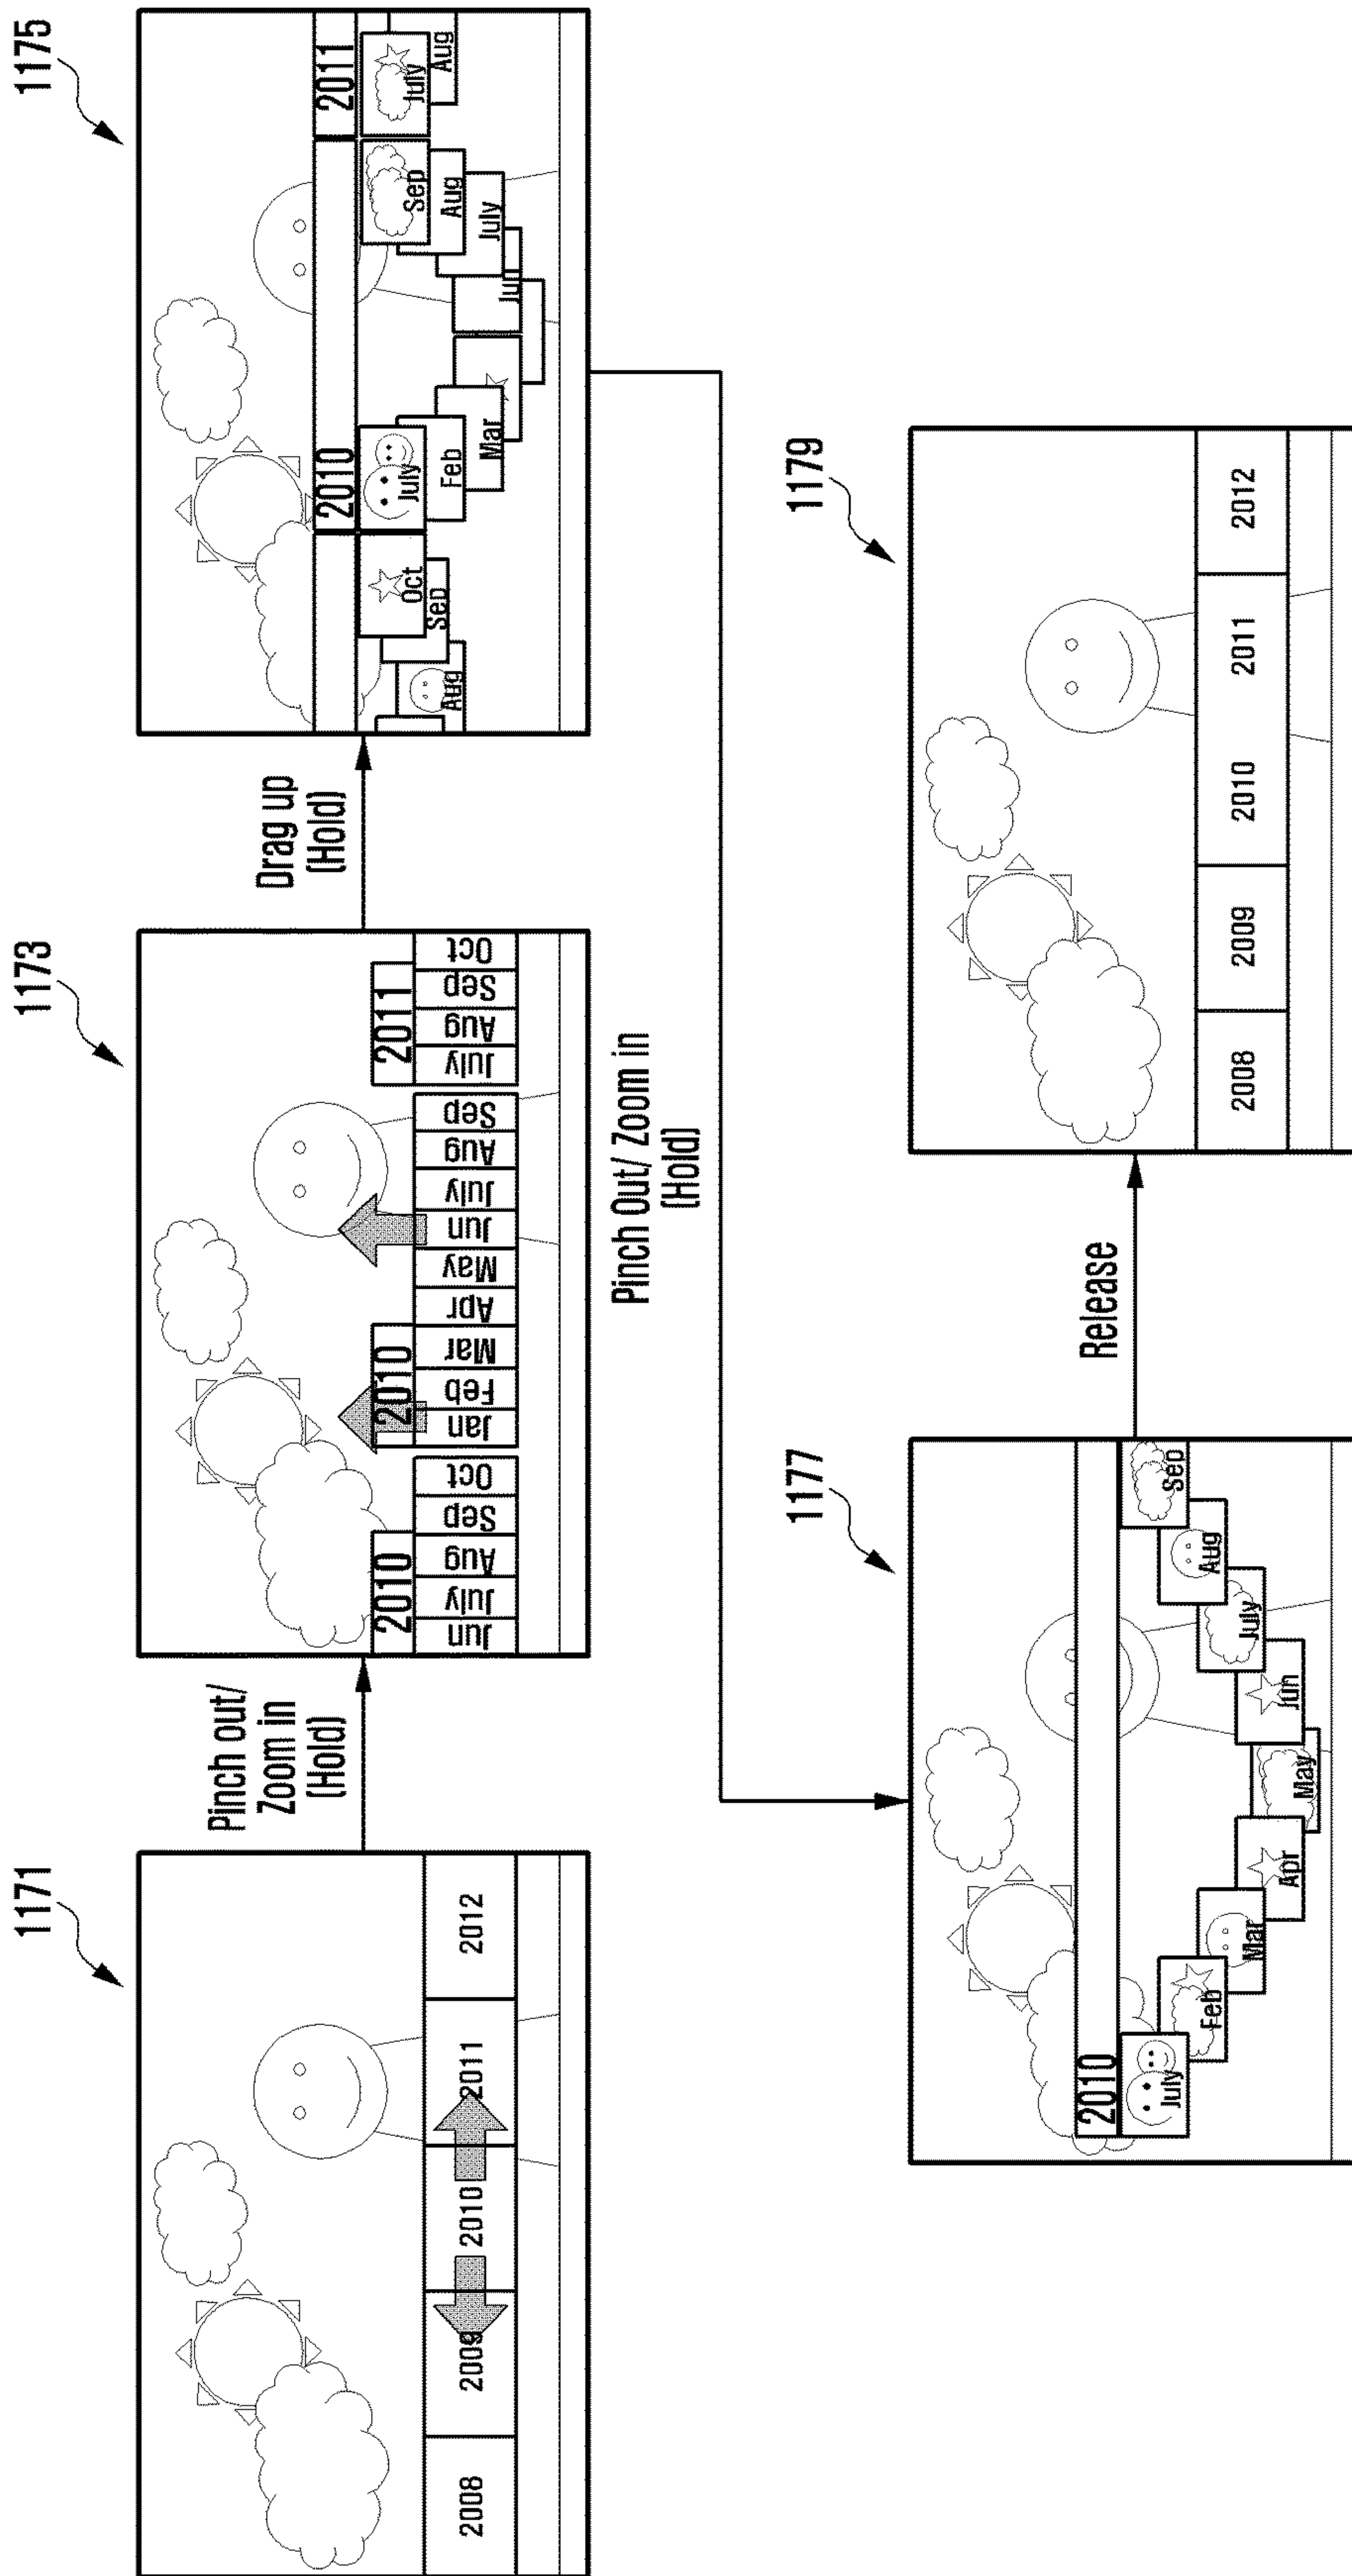 1171
2008 2009 2010 2011 2012
Pinch out/
Zoom in
(Hold)
1173
2010 2010 2011
Jun July Aug Sep Oct Jan Feb Mar Apr May Jun July Aug Sep July Aug Sep Oct
Drag up
(Hold)
1175
2010 2011
Oct July Sep July
Sep Feb Aug Aug
Aug Mar July
Jun
Pinch Out/ Zoom in
(Hold)
1177
2010
July
Feb
Mar
Apr
May
Jun
July
Aug
Sep
Release
1179
2008 2009 2010 2011 2012